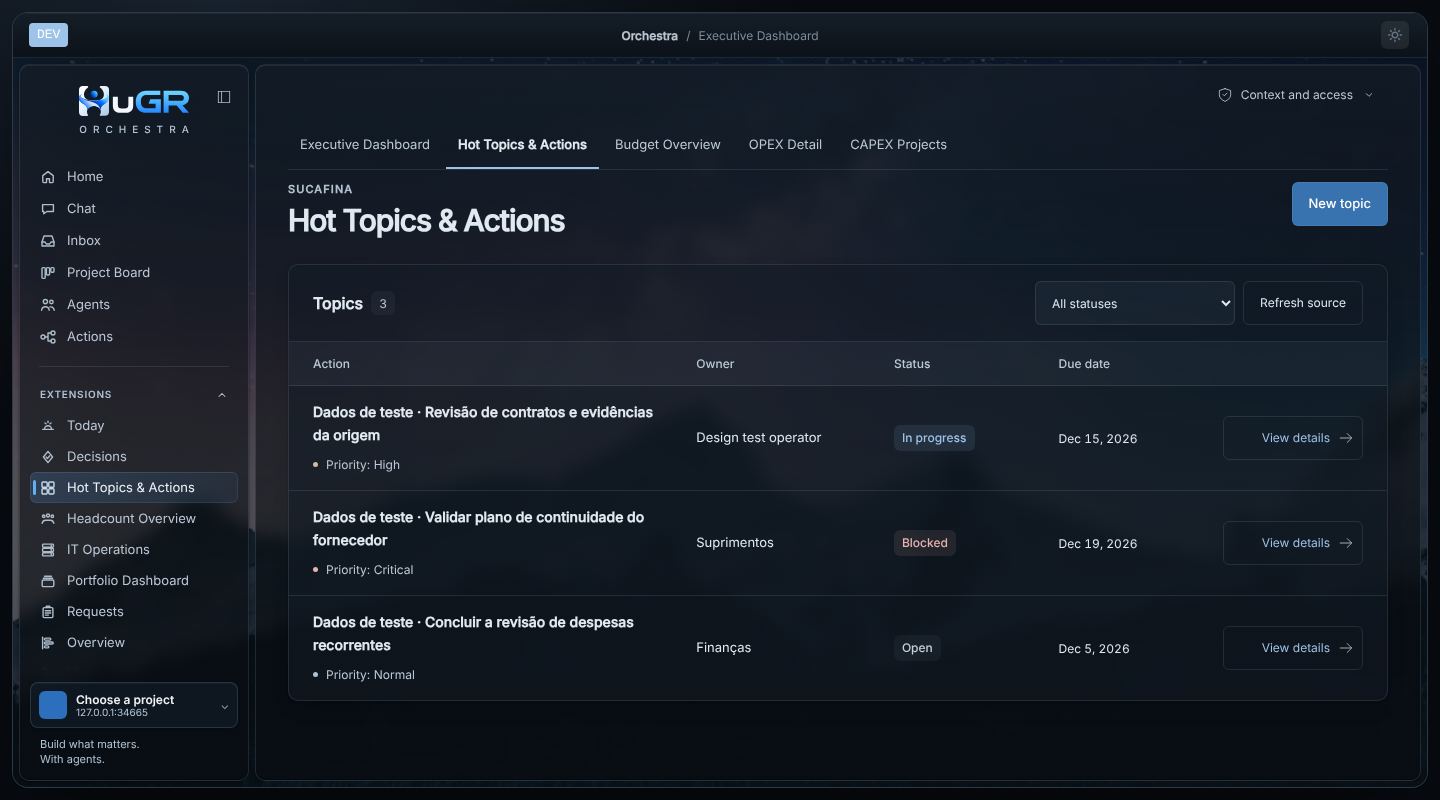 DEV
Orchestra / Executive Dashboard
HuGR
ORCHESTRA
Home
Chat
Inbox
Project Board
Agents
Actions
EXTENSIONS
Today
Decisions
Hot Topics & Actions
Headcount Overview
IT Operations
Portfolio Dashboard
Requests
Overview
Choose a project
127.0.0.1:34665
Build what matters.
With agents.
Context and access
Executive Dashboard Hot Topics & Actions Budget Overview OPEX Detail CAPEX Projects
SUCAFINA
Hot Topics & Actions
New topic
Topics 3
All statuses
Refresh source
Action Owner Status Due date
Dados de teste · Revisão de contratos e evidências
da origem
Priority: High
Design test operator
In progress
Dec 15, 2026
View details
Dados de teste · Validar plano de continuidade do
fornecedor
Priority: Critical
Suprimentos
Blocked
Dec 19, 2026
View details
Dados de teste · Concluir a revisão de despesas
recorrentes
Priority: Normal
Finanças
Open
Dec 5, 2026
View details